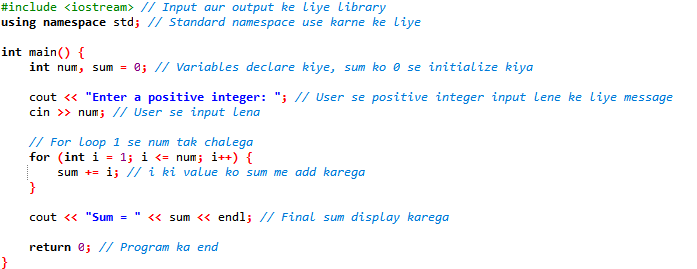 #include <iostream> // Input aur output ke liye library
using namespace std; // Standard namespace use karne ke liye
int main() {
int num, sum = 0; // Variables declare kiye, sum ko 0 se initialize kiya
cout << "Enter a positive integer: "; // User se positive integer input lene ke liye message
cin >> num; // User se input lena
// For loop 1 se num tak chalega
for (int i = 1; i <= num; i++) {
sum += i; // i ki value ko sum me add karega
}
cout << "Sum = " << sum << endl; // Final sum display karega
return 0; // Program ka end
}